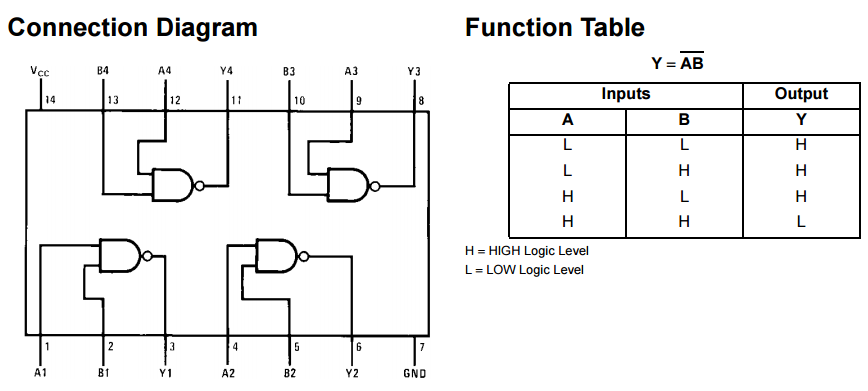 Connection Diagram
VCC B4 A4 Y4 B3 A3 Y3
14 13 12 11 10 9 8
1 2 3 4 5 6 7
A1 B1 Y1 A2 B2 Y2 GND
Function Table
Y = A̅B̅
Inputs Output
A B Y
L L H
L H H
H L H
H H L
H = HIGH Logic Level
L = LOW Logic Level